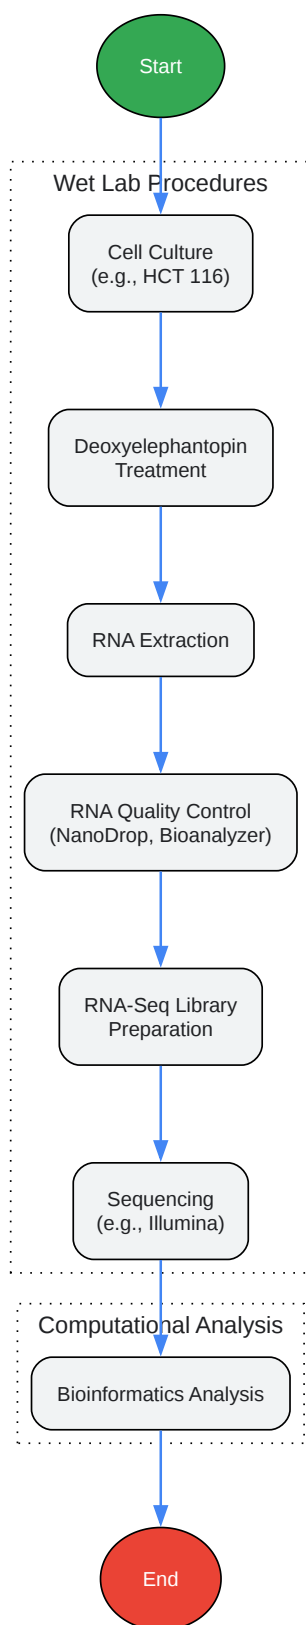 Start
Wet Lab Procedures
Cell Culture
(e.g., HCT 116)
Deoxyelephantopin
Treatment
RNA Extraction
RNA Quality Control
(NanoDrop, Bioanalyzer)
RNA-Seq Library
Preparation
Sequencing
(e.g., Illumina)
Computational Analysis
Bioinformatics Analysis
End